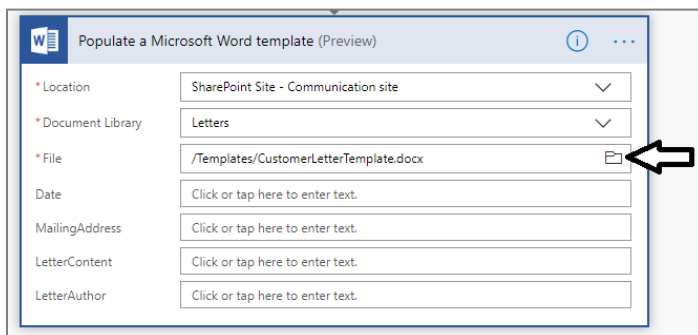 W
Populate a Microsoft Word template (Preview)
i
...
* Location
SharePoint Site - Communication site
* Document Library
Letters
* File
/Templates/CustomerLetterTemplate.docx
Date
Click or tap here to enter text.
MailingAddress
Click or tap here to enter text.
LetterContent
Click or tap here to enter text.
LetterAuthor
Click or tap here to enter text.